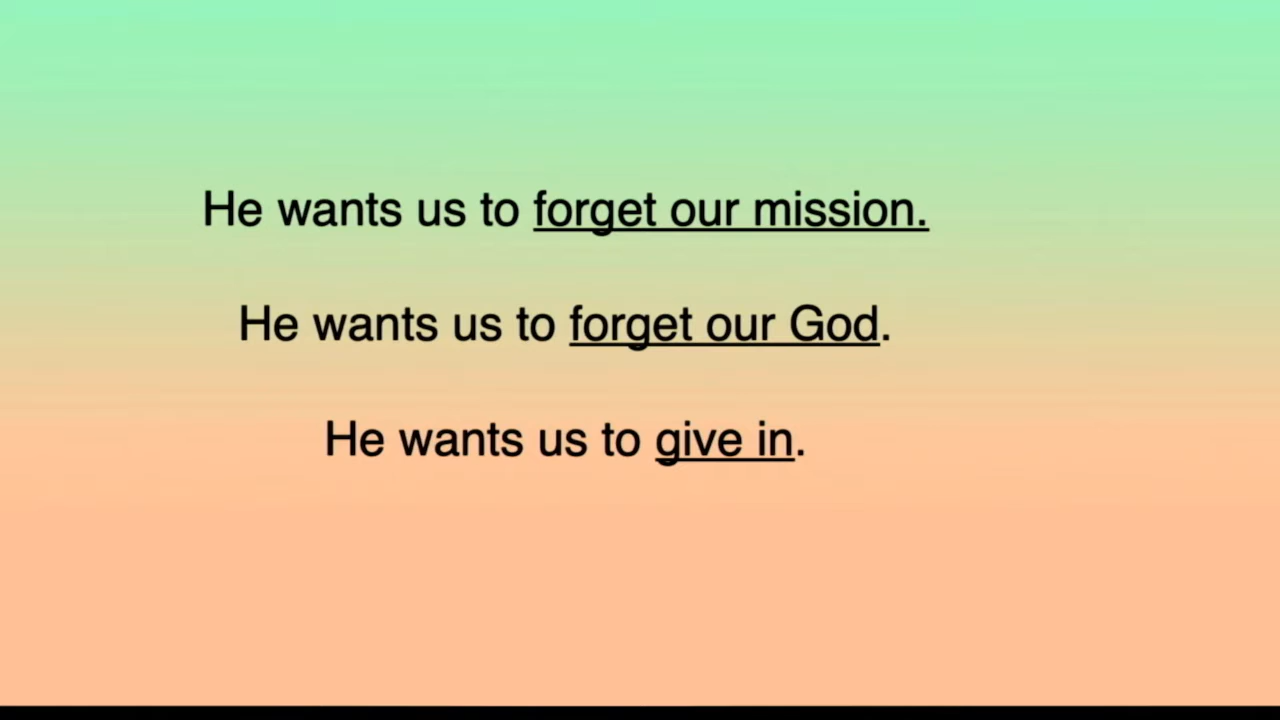 He wants us to forget our mission.
He wants us to forget our God.
He wants us to give in.